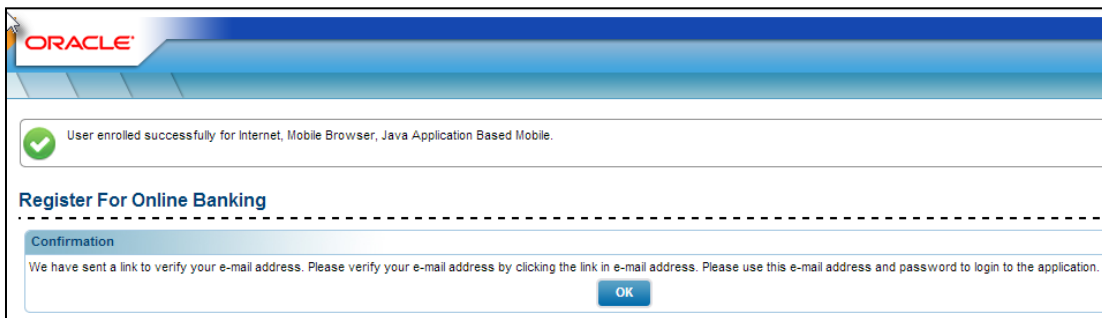 ORACLE
User enrolled successfully for Internet, Mobile Browser, Java Application Based Mobile.
Register For Online Banking
Confirmation
We have sent a link to verify your e-mail address. Please verify your e-mail address by clicking the link in e-mail address. Please use this e-mail address and password to login to the application.
OK